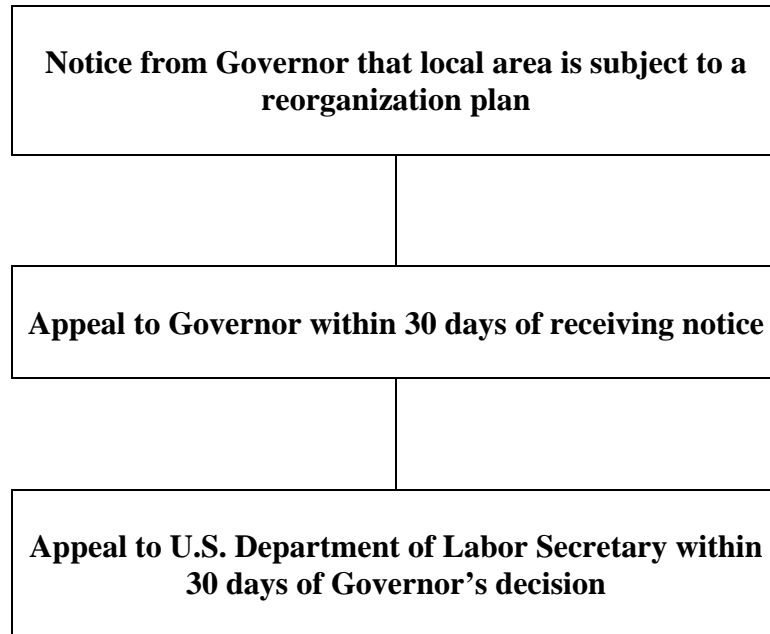 Notice from Governor that local area is subject to a
reorganization plan
Appeal to Governor within 30 days of receiving notice
Appeal to U.S. Department of Labor Secretary within
30 days of Governor’s decision